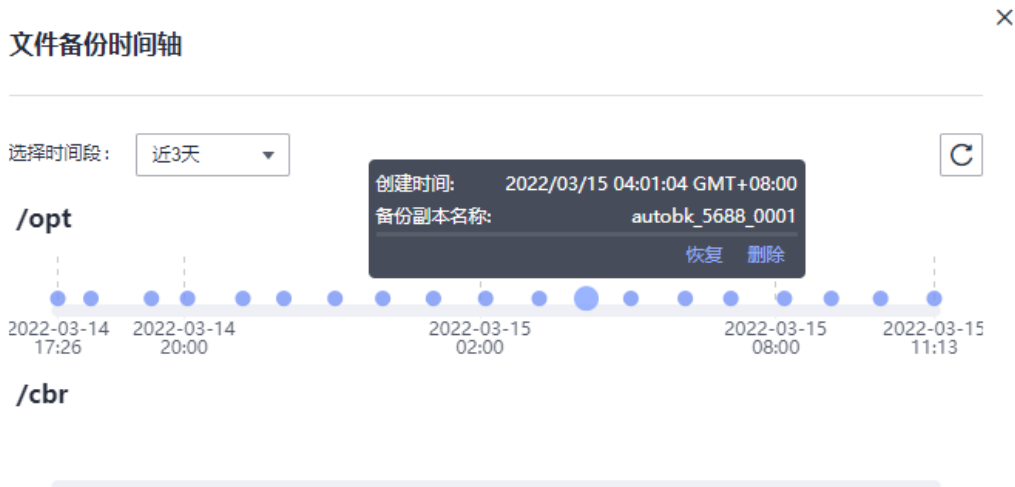 文件备份时间轴
选择时间段： 近3天
创建时间: 2022/03/15 04:01:04 GMT+08:00
备份副本名称: autobk_5688_0001
恢复 删除
/opt
2022-03-14 2022-03-14 2022-03-15 2022-03-15 2022-03-15
17:26 20:00 02:00 08:00 11:13
/cbr